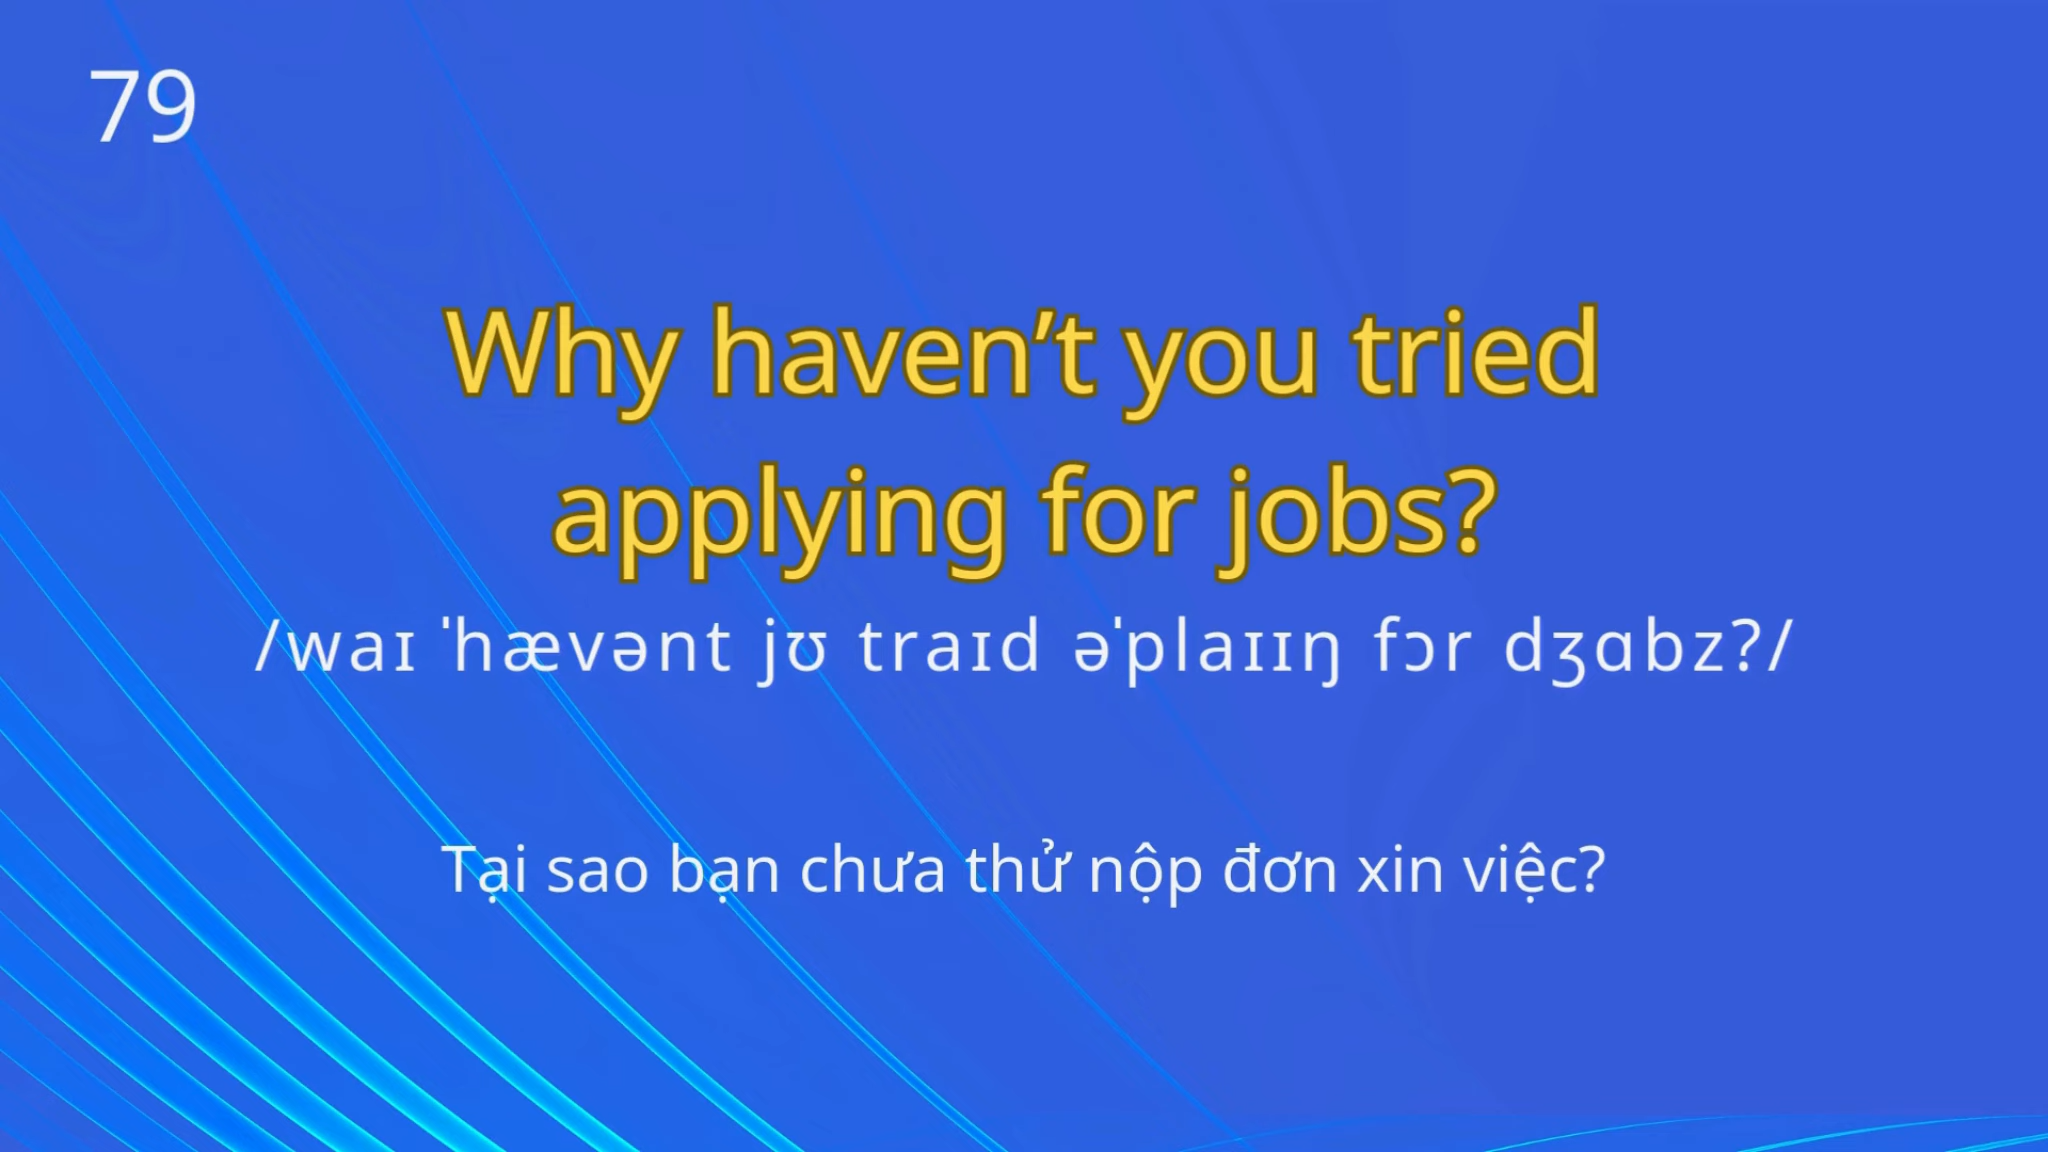 79
Why haven’t you tried
applying for jobs?
/waɪ ˈhævənt jʊ traɪd əˈplaɪɪŋ fɔr dʒɑbz?/
Tại sao bạn chưa thử nộp đơn xin việc?